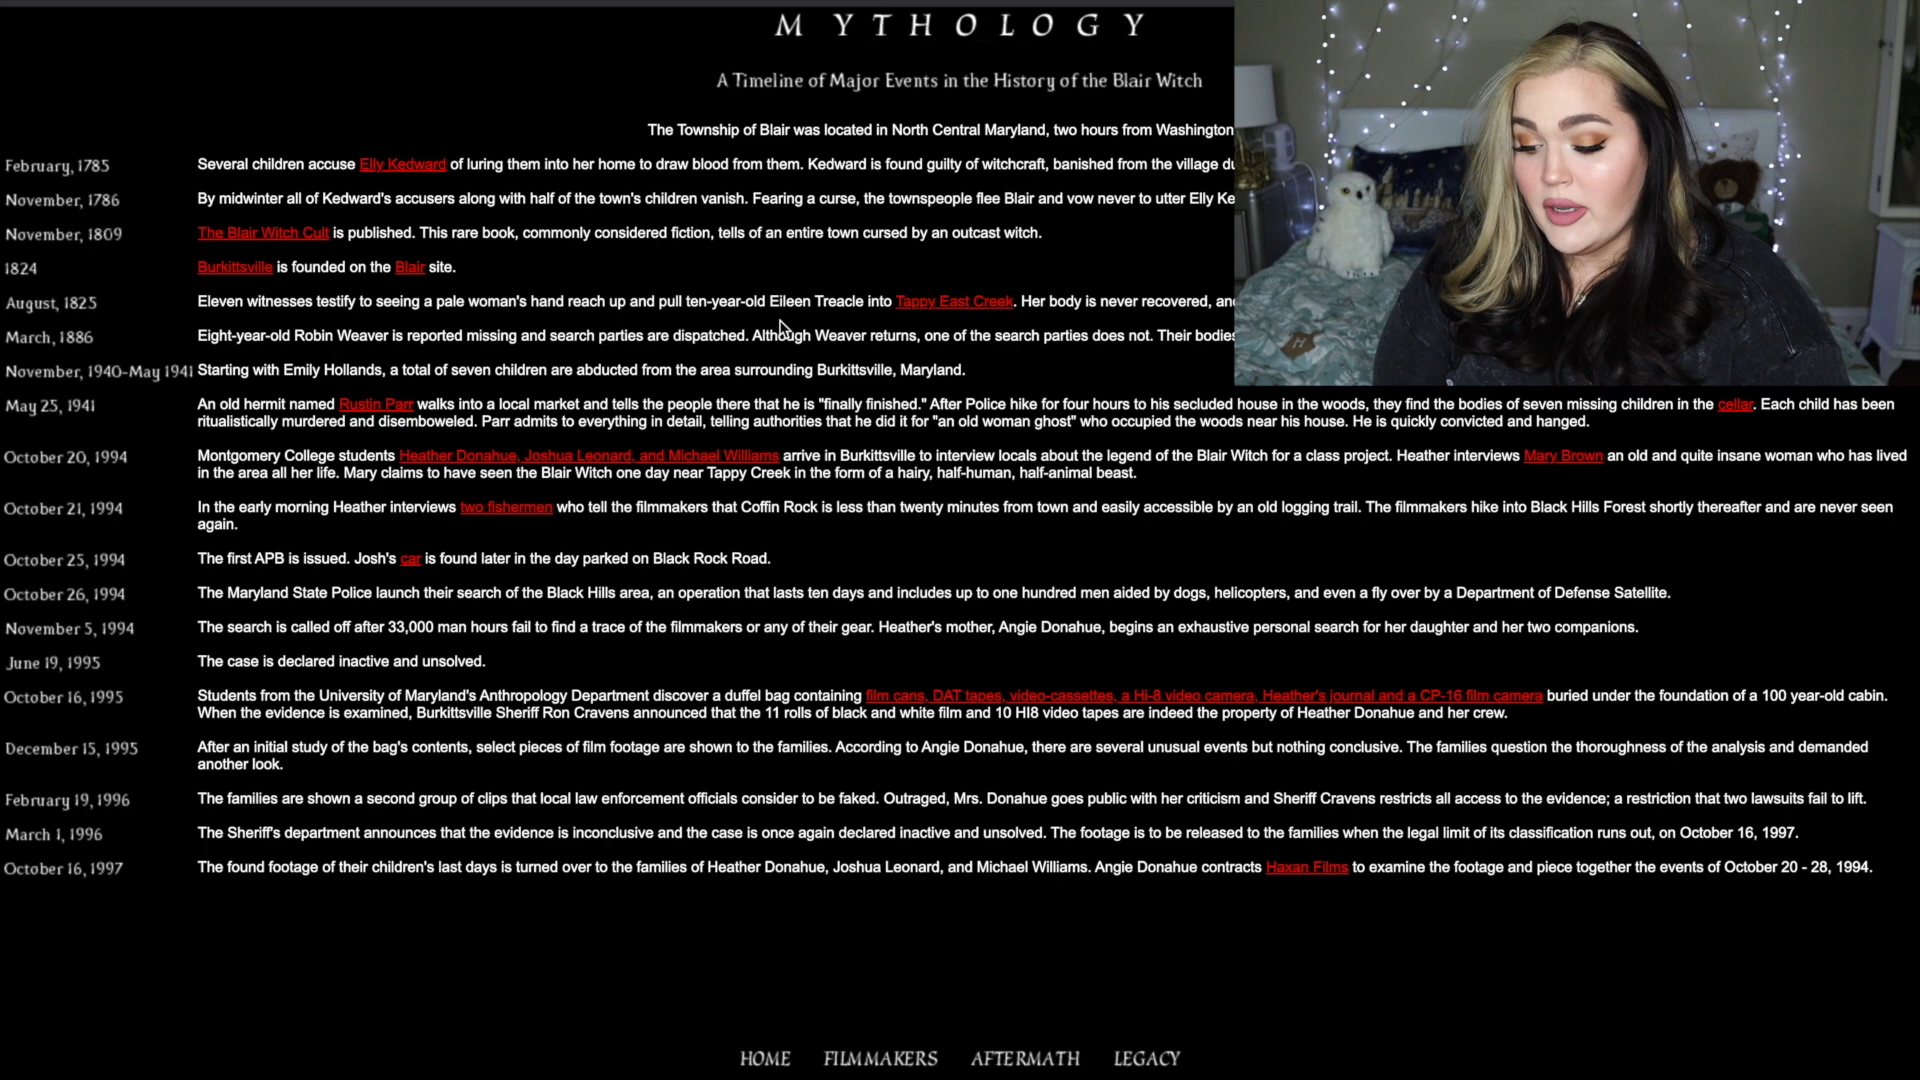 MYTHOLOGY
A Timeline of Major Events in the History of the Blair Witch
The Township of Blair was located in North Central Maryland, two hours from Washington
February, 1785 Several children accuse Elly Kedward of luring them into her home to draw blood from them. Kedward is found guilty of witchcraft, banished from the village
November, 1786 By midwinter all of Kedward's accusers along with half of the town's children vanish. Fearing a curse, the townspeople flee Blair and vow never to utter Elly
November, 1809 The Blair Witch Cult is published. This rare book, commonly considered fiction, tells of an entire town cursed by an outcast witch.
1824 Burkittsville is founded on the Blair site.
August, 1825 Eleven witnesses testify to seeing a pale woman's hand reach up and pull ten-year-old Eileen Treacle into Tappy East Creek. Her body is never recovered,
March, 1886 Eight-year-old Robin Weaver is reported missing and search parties are dispatched. Although Weaver returns, one of the search parties does not. Their bodies
November, 1940-May 1941 Starting with Emily Hollands, a total of seven children are abducted from the area surrounding Burkittsville, Maryland.
May 25, 1941 An old hermit named Rustin Parr walks into a local market and tells the people there that he is "finally finished." After Police hike for four hours to his secluded house in the woods, they find the bodies of seven missing children in the cellar. Each child has been
ritualistically murdered and disemboweled. Parr admits to everything in detail, telling authorities that he did it for "an old woman ghost" who occupied the woods near his house. He is quickly convicted and hanged.
October 20, 1994 Montgomery College students Heather Donahue, Joshua Leonard, and Michael Williams arrive in Burkittsville to interview locals about the legend of the Blair Witch for a class project. Heather interviews Mary Brown an old and quite insane woman who has lived
in the area all her life. Mary claims to have seen the Blair Witch one day near Tappy Creek in the form of a hairy, half-human, half-animal beast.
October 21, 1994 In the early morning Heather interviews two fishermen who tell the filmmakers that Coffin Rock is less than twenty minutes from town and easily accessible by an old logging trail. The filmmakers hike into Black Hills Forest shortly thereafter and are never seen
again.
October 25, 1994 The first APB is issued. Josh's car is found later in the day parked on Black Rock Road.
October 26, 1994 The Maryland State Police launch their search of the Black Hills area, an operation that lasts ten days and includes up to one hundred men aided by dogs, helicopters, and even a fly over by a Department of Defense Satellite.
November 5, 1994 The search is called off after 33,000 man hours fail to find a trace of the filmmakers or any of their gear. Heather's mother, Angie Donahue, begins an exhaustive personal search for her daughter and her two companions.
June 19, 1995 The case is declared inactive and unsolved.
October 16, 1995 Students from the University of Maryland's Anthropology Department discover a duffel bag containing film cans, DAT tapes, video-cassettes, a Hi-8 video camera, Heather's journal and a CP-16 film camera buried under the foundation of a 100 year-old cabin.
When the evidence is examined, Burkittsville Sheriff Ron Cravens announced that the 11 rolls of black and white film and 10 HI8 video tapes are indeed the property of Heather Donahue and her crew.
December 15, 1995 After an initial study of the bag's contents, select pieces of film footage are shown to the families. According to Angie Donahue, there are several unusual events but nothing conclusive. The families question the thoroughness of the analysis and demanded
another look.
February 19, 1996 The families are shown a second group of clips that local law enforcement officials consider to be faked. Outraged, Mrs. Donahue goes public with her criticism and Sheriff Cravens restricts all access to the evidence; a restriction that two lawsuits fail to lift.
March 1, 1996 The Sheriff's department announces that the evidence is inconclusive and the case is once again declared inactive and unsolved. The footage is to be released to the families when the legal limit of its classification runs out, on October 16, 1997.
October 16, 1997 The found footage of their children's last days is turned over to the families of Heather Donahue, Joshua Leonard, and Michael Williams. Angie Donahue contracts Haxan Films to examine the footage and piece together the events of October 20 - 28, 1994.
HOME FILMMAKERS AFTERMATH LEGACY